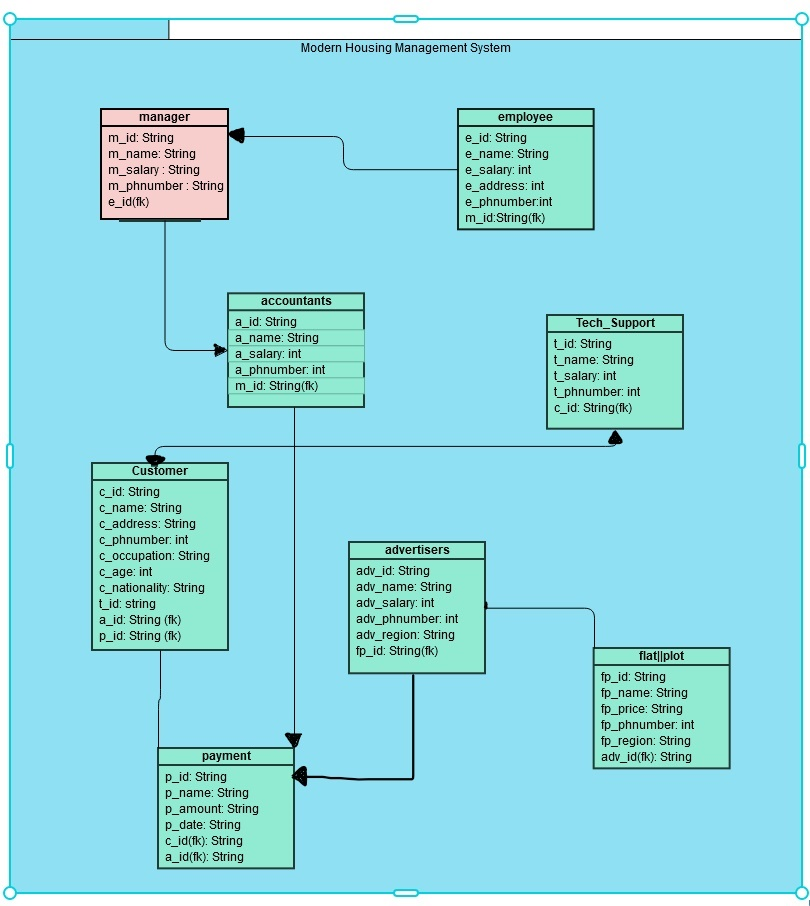 Modern Housing Management System
manager
m_id: String
m_name: String
m_salary : String
m_phnumber : String
e_id(fk)
employee
e_id: String
e_name: String
e_salary: int
e_address: int
e_phnumber:int
m_id:String(fk)
accountants
a_id: String
a_name: String
a_salary: int
a_phnumber: int
m_id: String(fk)
Tech_Support
t_id: String
t_name: String
t_salary: int
t_phnumber: int
c_id: String(fk)
Customer
c_id: String
c_name: String
c_address: String
c_phnumber: int
c_occupation: String
c_age: int
c_nationality: String
t_id: string
a_id: String (fk)
p_id: String (fk)
advertisers
adv_id: String
adv_name: String
adv_salary: int
adv_phnumber: int
adv_region: String
fp_id: String(fk)
flat||plot
fp_id: String
fp_name: String
fp_price: String
fp_phnumber: int
fp_region: String
adv_id(fk): String
payment
p_id: String
p_name: String
p_amount: String
p_date: String
c_id(fk): String
a_id(fk): String